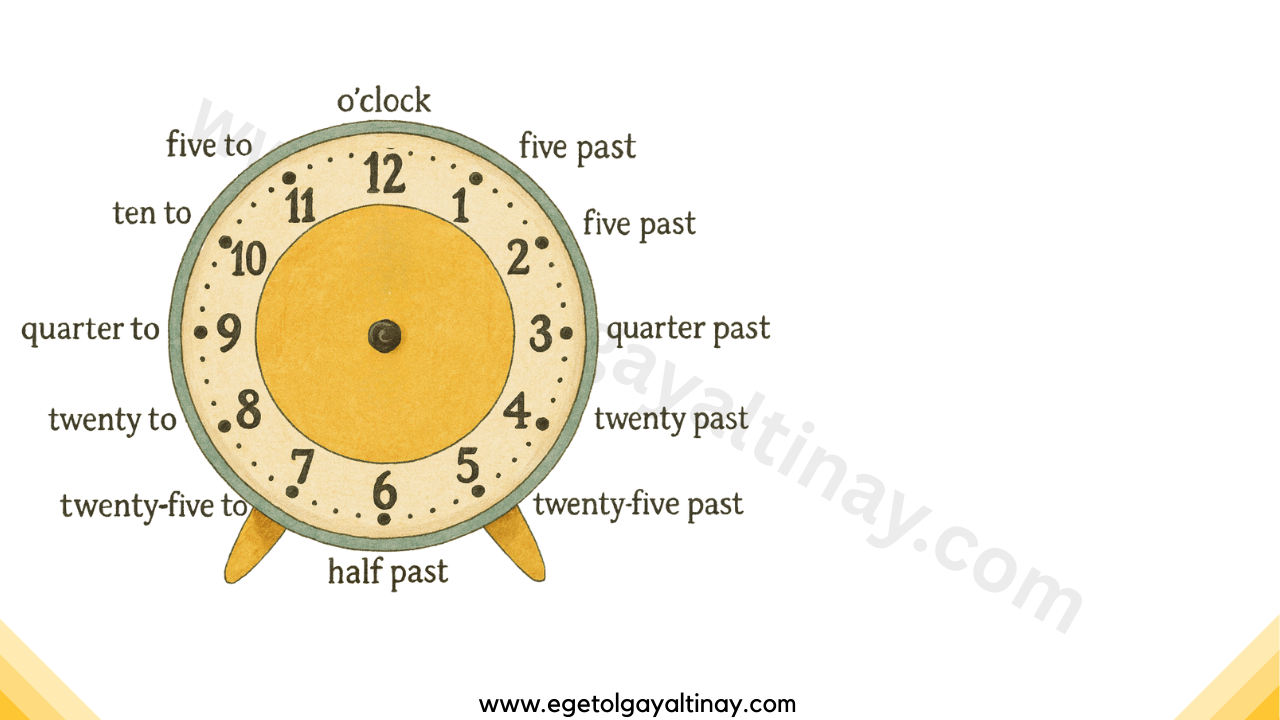 o'clock
five to
five past
ten to
five past
quarter to
quarter past
twenty to
twenty past
twenty-five to
twenty-five past
half past
12
1
2
3
4
5
6
7
8
9
10
11
www.egetolgayaltinay.com